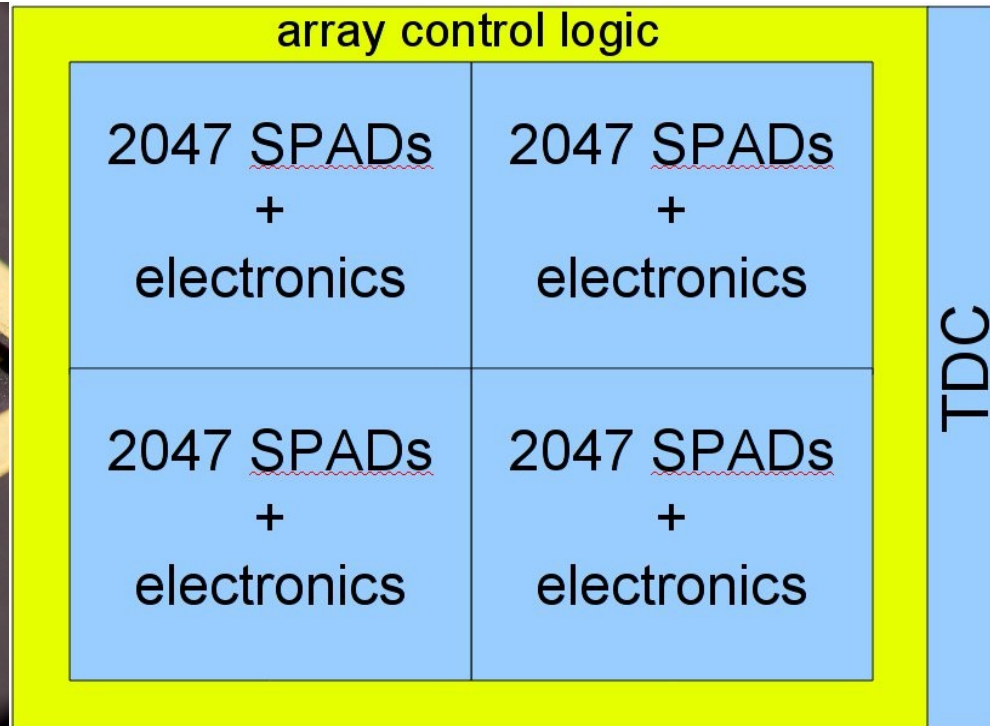 array control logic
2047 SPADs
+
electronics
2047 SPADs
+
electronics
2047 SPADs
+
electronics
2047 SPADs
+
electronics
TDC